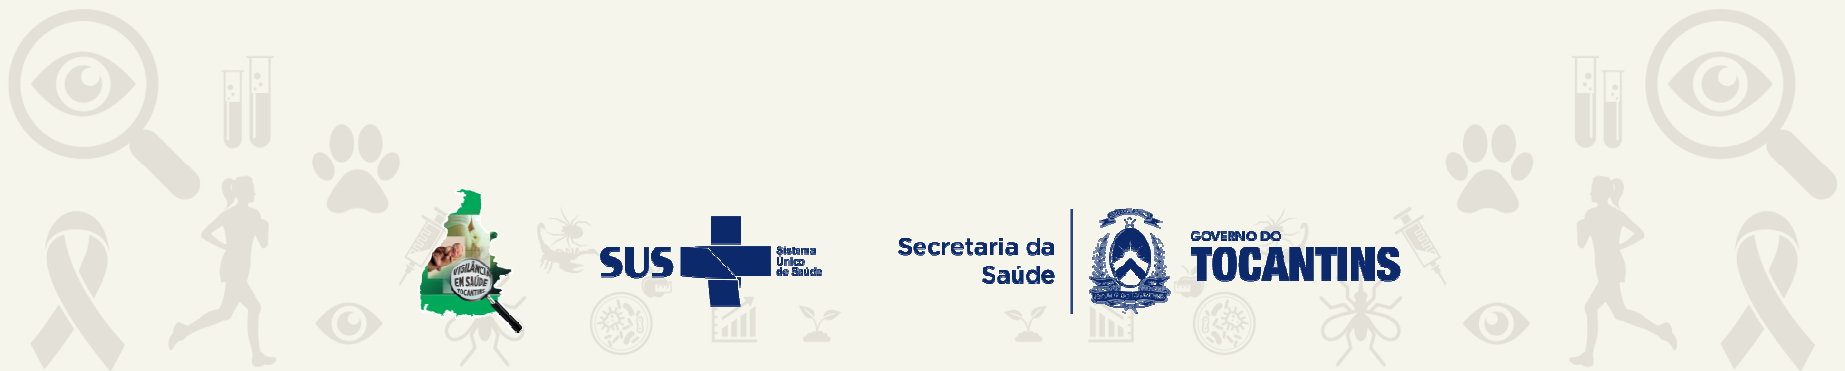 VIGILÂNCIA
EM SAÚDE
TOCANTINS
SUS
Sistema
Único
de Saúde
Secretaria da
Saúde
GOVERNO DO
TOCANTINS